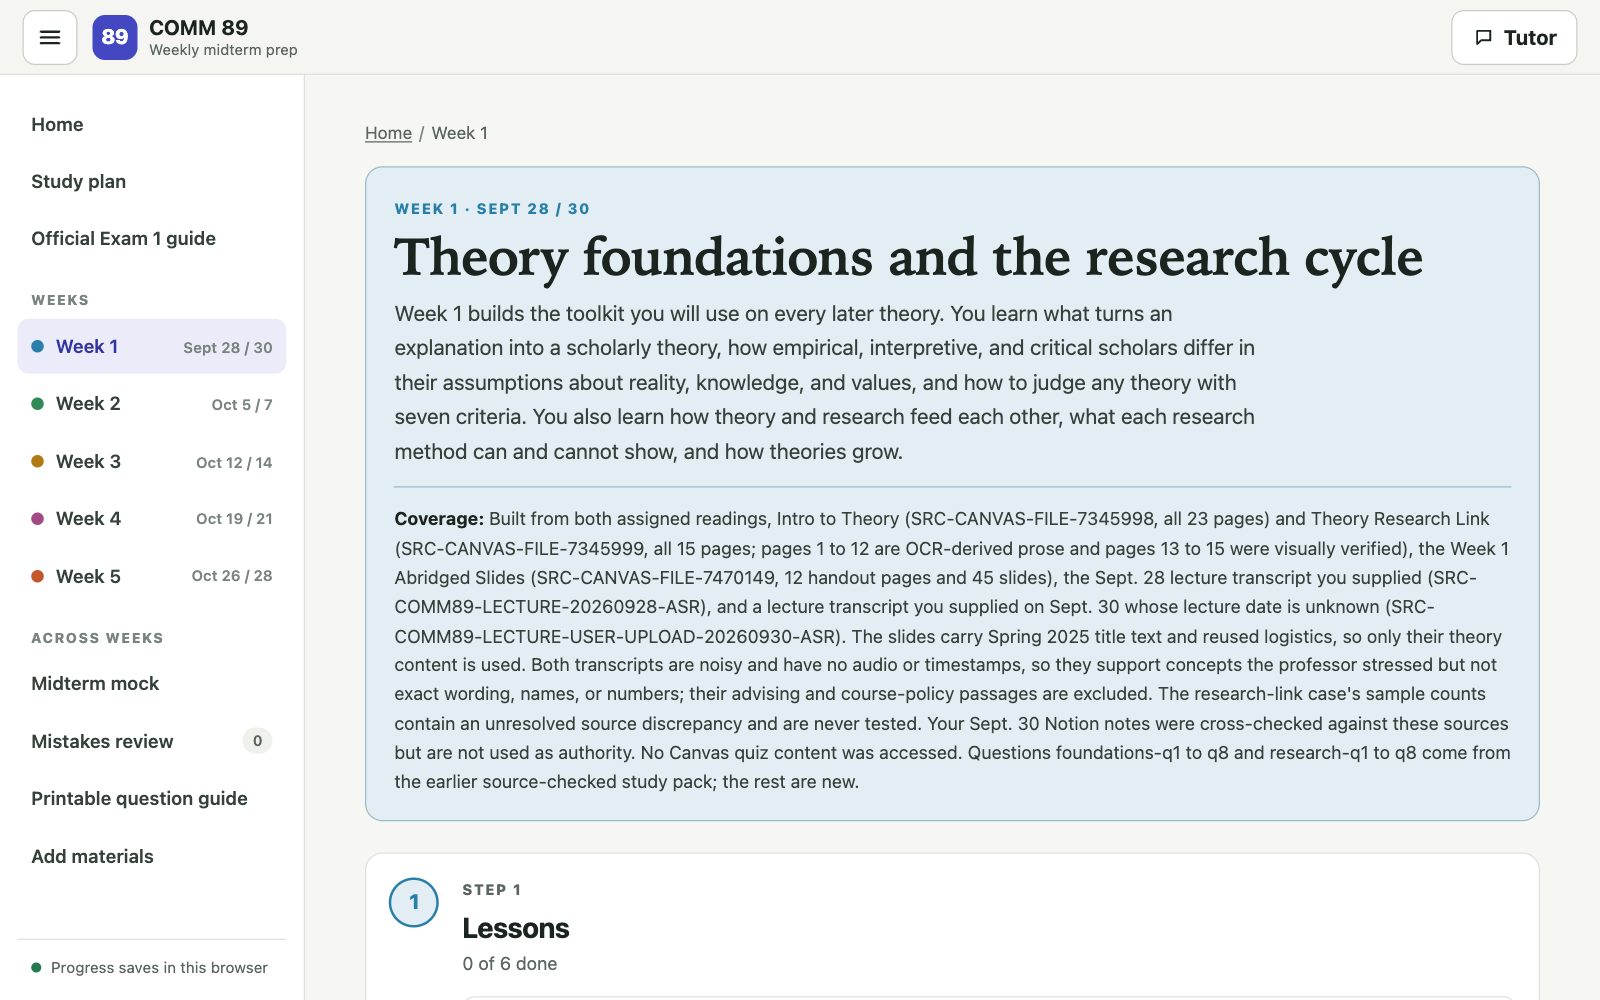 89
COMM 89
Weekly midterm prep
Tutor
Home
Study plan
Official Exam 1 guide
WEEKS
Week 1 Sept 28 / 30
Week 2 Oct 5 / 7
Week 3 Oct 12 / 14
Week 4 Oct 19 / 21
Week 5 Oct 26 / 28
ACROSS WEEKS
Midterm mock
Mistakes review 0
Printable question guide
Add materials
Progress saves in this browser
Home / Week 1
WEEK 1 · SEPT 28 / 30
Theory foundations and the research cycle
Week 1 builds the toolkit you will use on every later theory. You learn what turns an
explanation into a scholarly theory, how empirical, interpretive, and critical scholars differ in
their assumptions about reality, knowledge, and values, and how to judge any theory with
seven criteria. You also learn how theory and research feed each other, what each research
method can and cannot show, and how theories grow.
Coverage: Built from both assigned readings, Intro to Theory (SRC-CANVAS-FILE-7345998, all 23 pages) and Theory Research Link
(SRC-CANVAS-FILE-7345999, all 15 pages; pages 1 to 12 are OCR-derived prose and pages 13 to 15 were visually verified), the Week 1
Abridged Slides (SRC-CANVAS-FILE-7470149, 12 handout pages and 45 slides), the Sept. 28 lecture transcript you supplied (SRC-
COMM89-LECTURE-20260928-ASR), and a lecture transcript you supplied on Sept. 30 whose lecture date is unknown (SRC-
COMM89-LECTURE-USER-UPLOAD-20260930-ASR). The slides carry Spring 2025 title text and reused logistics, so only their theory
content is used. Both transcripts are noisy and have no audio or timestamps, so they support concepts the professor stressed but not
exact wording, names, or numbers; their advising and course-policy passages are excluded. The research-link case's sample counts
contain an unresolved source discrepancy and are never tested. Your Sept. 30 Notion notes were cross-checked against these sources
but are not used as authority. No Canvas quiz content was accessed. Questions foundations-q1 to q8 and research-q1 to q8 come from
the earlier source-checked study pack; the rest are new.
1
STEP 1
Lessons
0 of 6 done